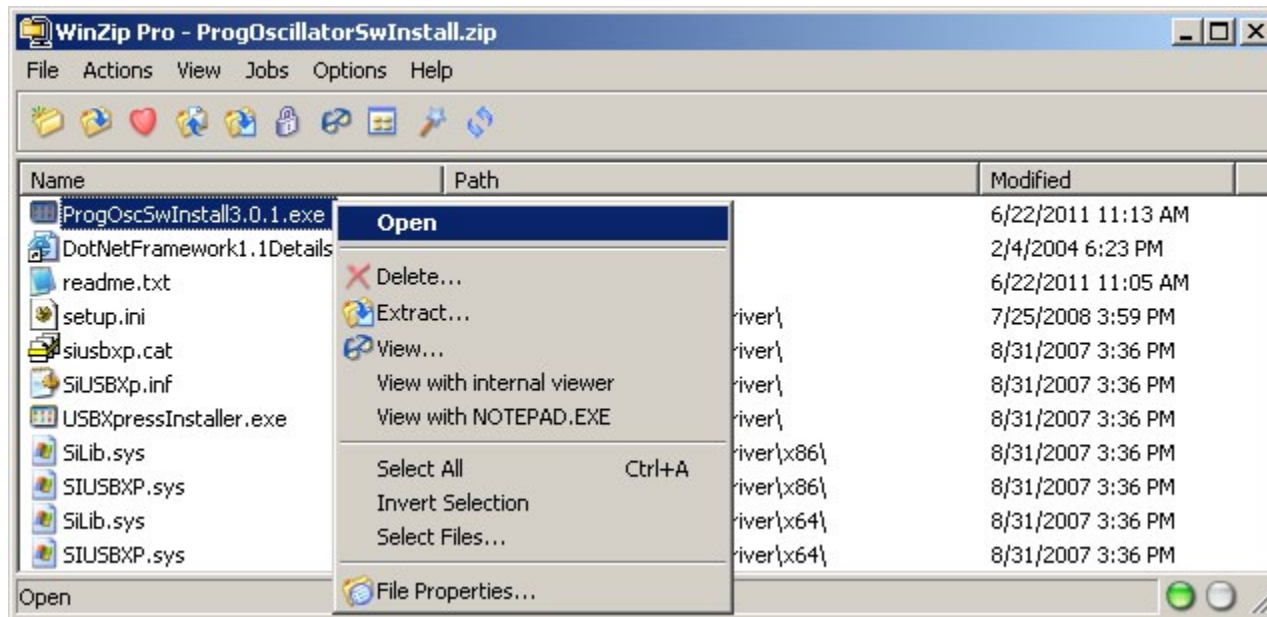 WinZip Pro - ProgOscillatorSwInstall.zip
File Actions View Jobs Options Help
Name Path Modified
ProgOscSwInstall3.0.1.exe 6/22/2011 11:13 AM
DotNetFramework1.1Details 2/4/2004 6:23 PM
readme.txt 6/22/2011 11:05 AM
setup.ini river\ 7/25/2008 3:59 PM
siusbxp.cat river\ 8/31/2007 3:36 PM
SiUSBXp.inf river\ 8/31/2007 3:36 PM
USBXpressInstaller.exe river\ 8/31/2007 3:36 PM
SiLib.sys river\x86\ 8/31/2007 3:36 PM
SIUSBXP.sys river\x86\ 8/31/2007 3:36 PM
SiLib.sys river\x64\ 8/31/2007 3:36 PM
SIUSBXP.sys river\x64\ 8/31/2007 3:36 PM
Open
Delete...
Extract...
View...
View with internal viewer
View with NOTEPAD.EXE
Select All Ctrl+A
Invert Selection
Select Files...
File Properties...
Open